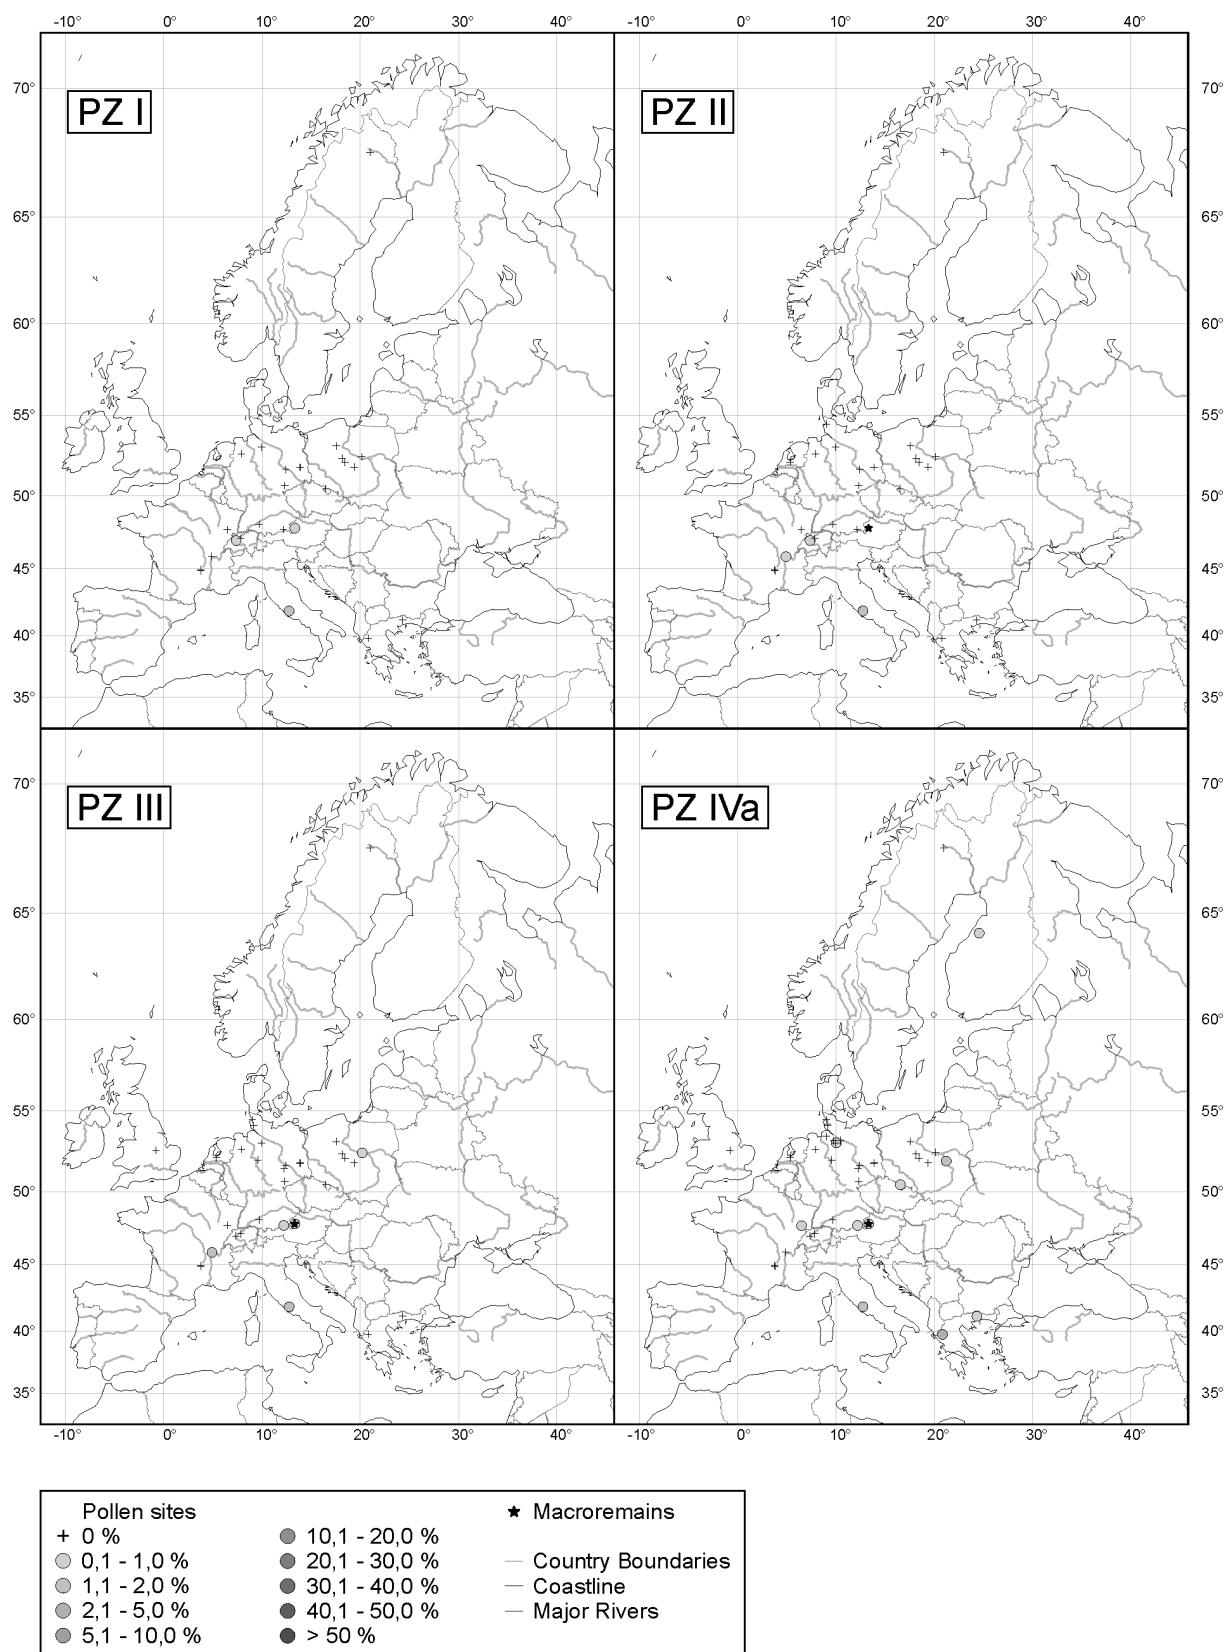 -10° 0° 10° 20° 30° 40° -10° 0° 10° 20° 30° 40°
70° 70°
PZ I PZ II
65° 65°
60° 60°
55° 55°
50° 50°
45° 45°
40° 40°
35° 35°
70° 70°
PZ III PZ IVa
65° 65°
60° 60°
55° 55°
50° 50°
45° 45°
40° 40°
35° 35°
-10° 0° 10° 20° 30° 40° -10° 0° 10° 20° 30° 40°
Pollen sites
0 %
0,1 - 1,0 %
1,1 - 2,0 %
2,1 - 5,0 %
5,1 - 10,0 %
10,1 - 20,0 %
20,1 - 30,0 %
30,1 - 40,0 %
40,1 - 50,0 %
> 50 %
Macroremains
Country Boundaries
Coastline
Major Rivers